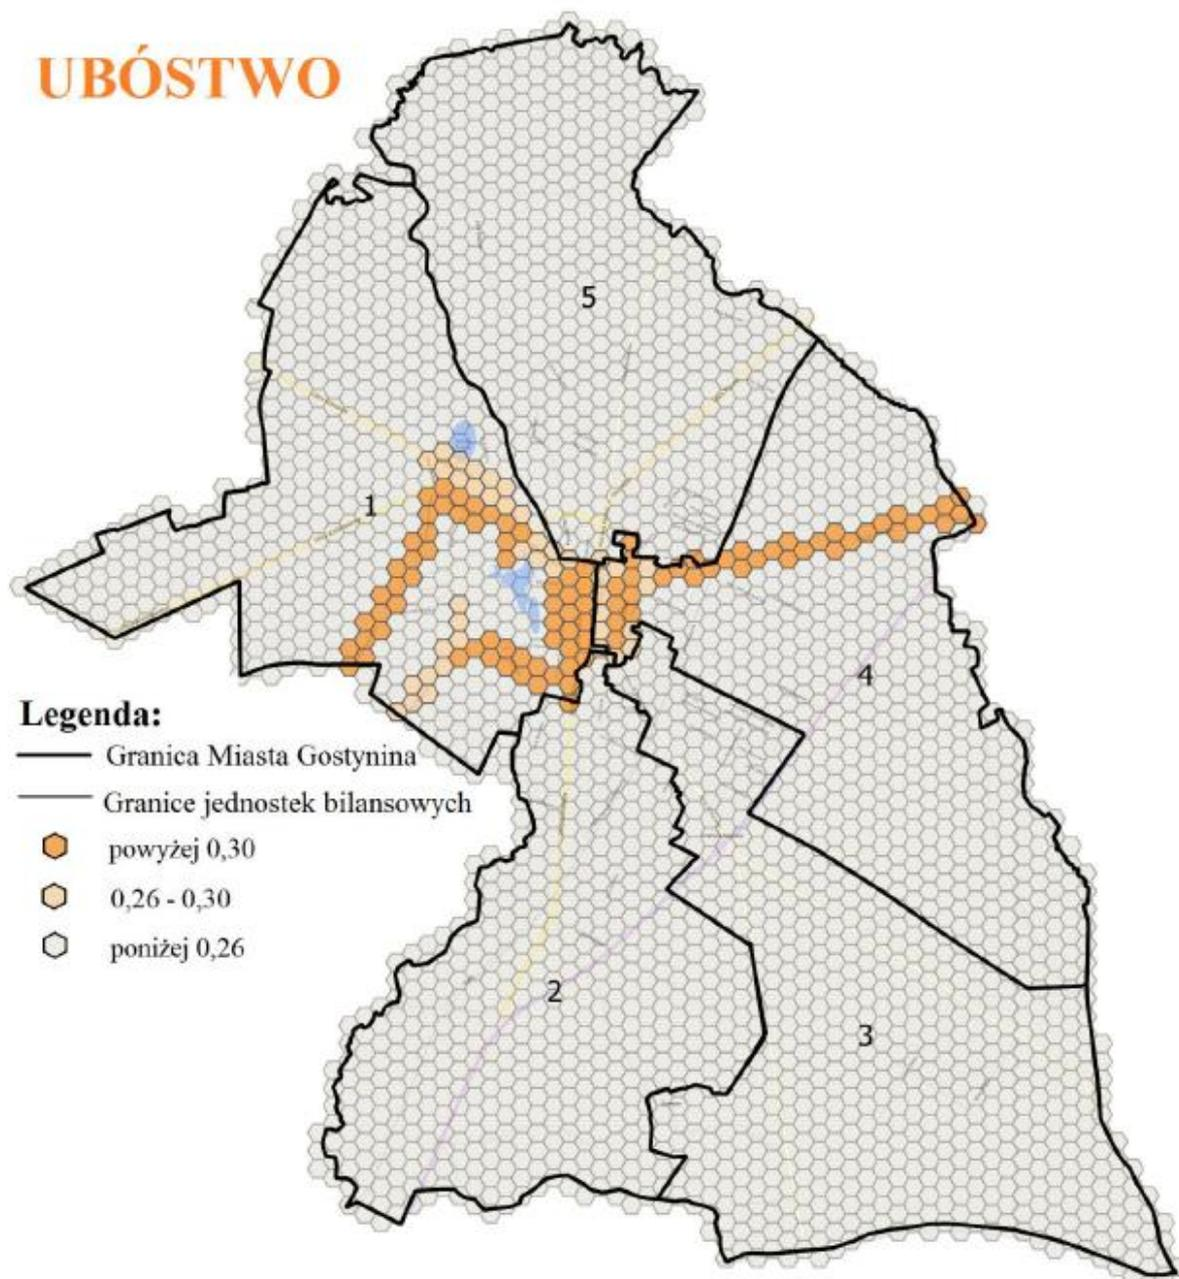 UBÓSTWO
5
1
4
Legenda:
Granica Miasta Gostynina
Granice jednostek bilansowych
powyżej 0,30
0,26 - 0,30
poniżej 0,26
2
3